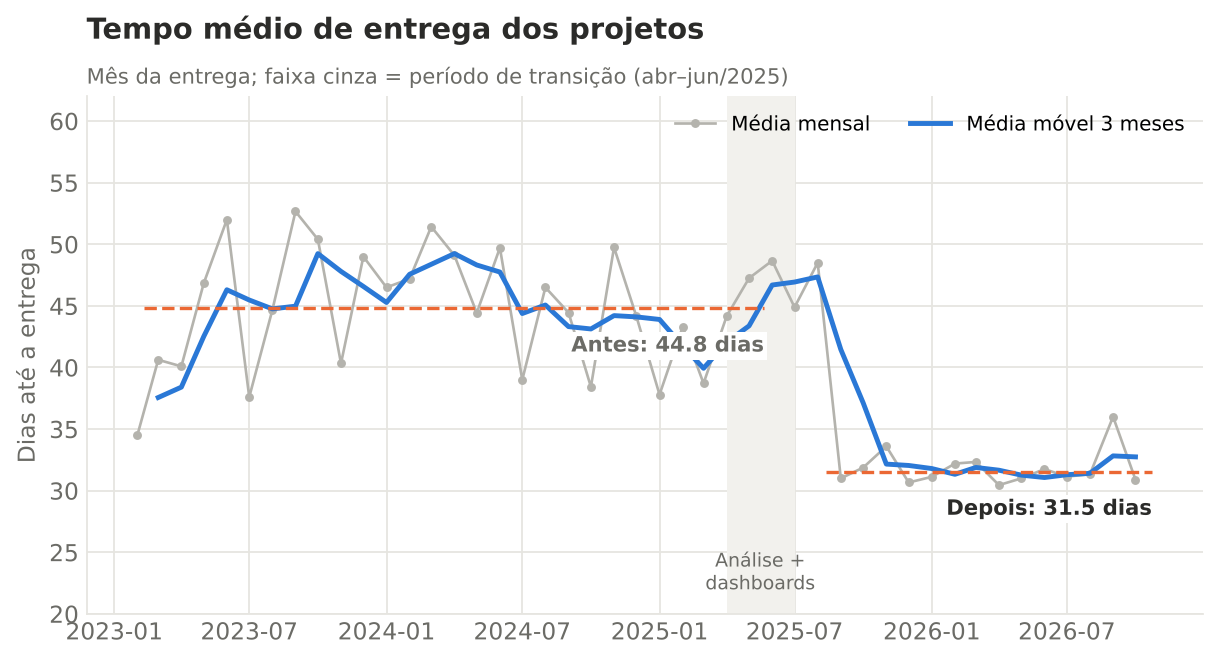 Tempo médio de entrega dos projetos
Mês da entrega; faixa cinza = período de transição (abr–jun/2025)
Média mensal
Média móvel 3 meses
Dias até a entrega
60
55
50
45
40
35
30
25
20
Antes: 44.8 dias
Depois: 31.5 dias
Análise +
dashboards
2023-01
2023-07
2024-01
2024-07
2025-01
2025-07
2026-01
2026-07